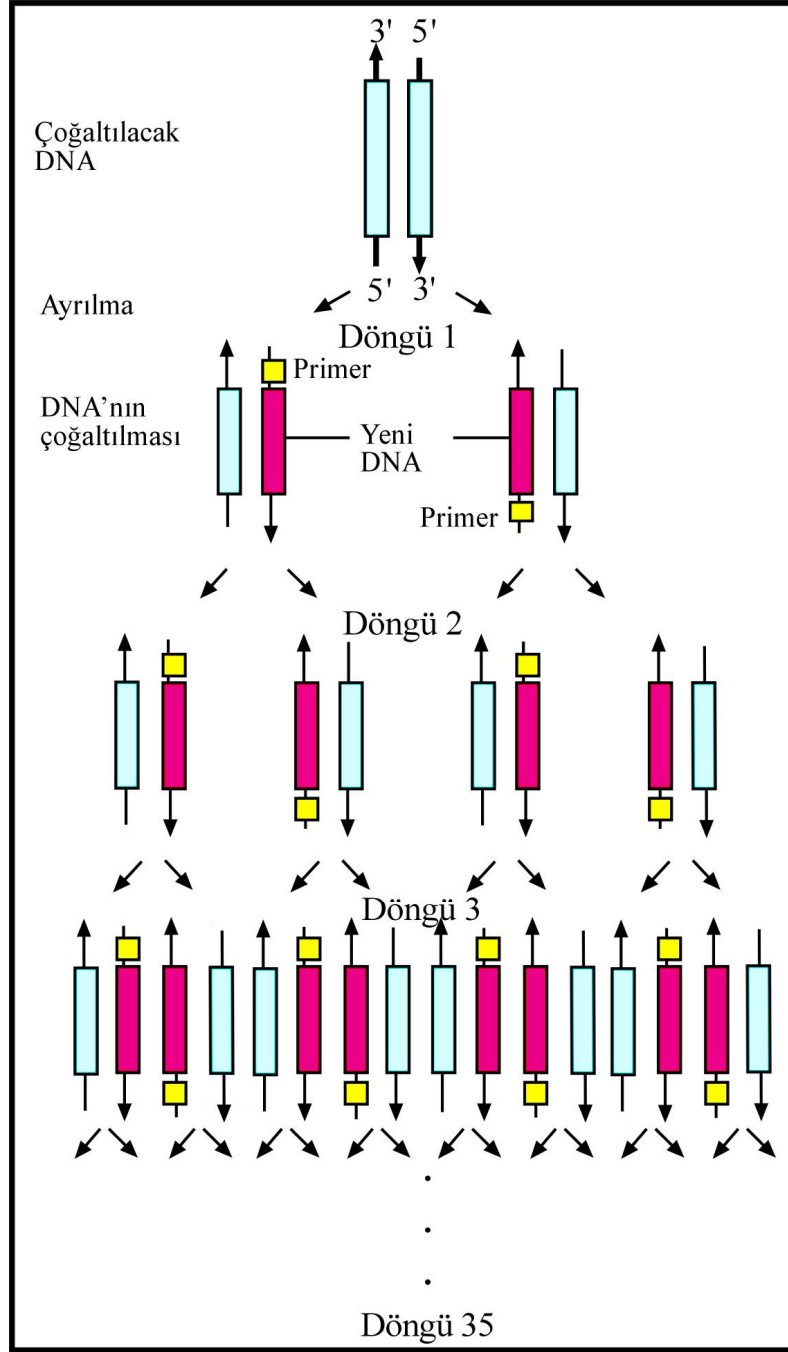 3' 5'
Çoğaltılacak
DNA
5' 3'
Ayrılma
Döngü 1
Primer
DNA’nın
çoğaltılması
Yeni
DNA
Primer
Döngü 2
Döngü 3
.
.
.
Döngü 35